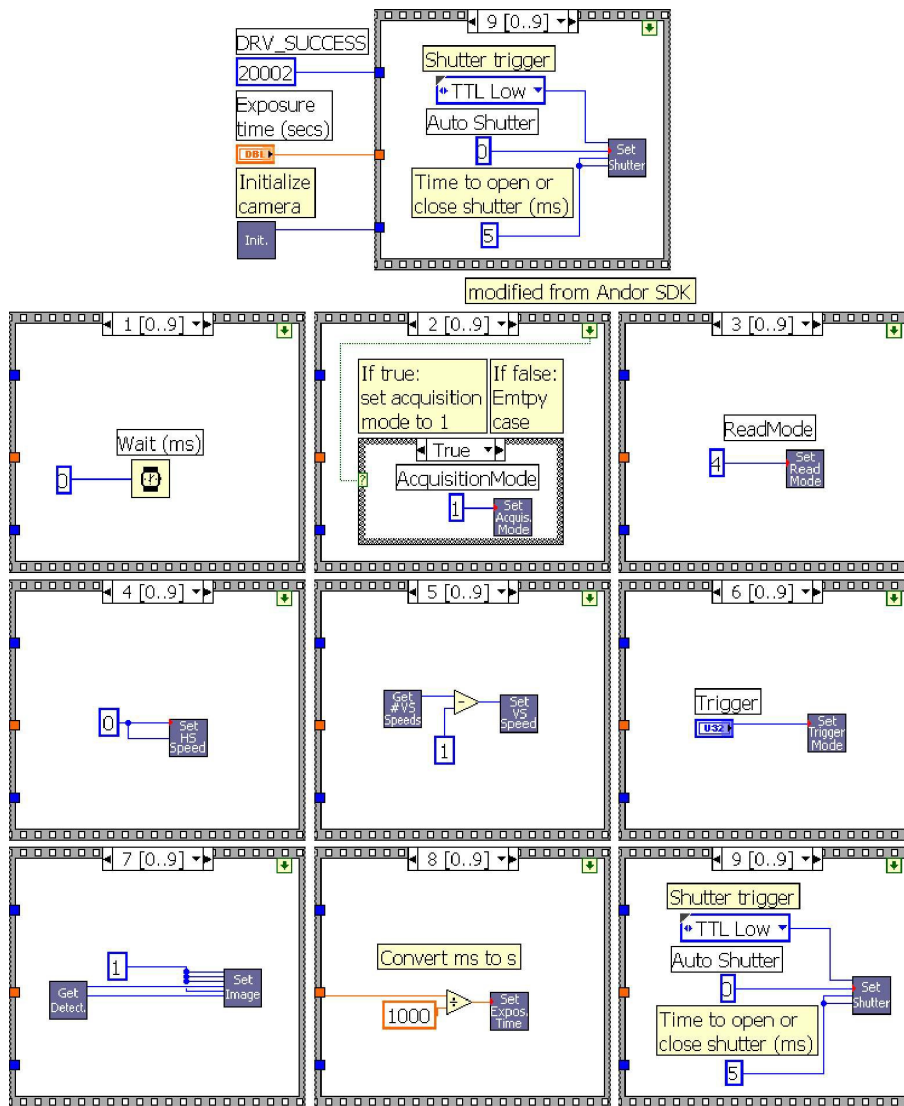 9 [0..9]
DRV_SUCCESS
20002
Shutter trigger
TTL Low
Exposure
time (secs)
DBL
Auto Shutter
0
Set
Shutter
Initialize
camera
Time to open or
close shutter (ms)
Init.
5
modified from Andor SDK
1 [0..9]
Wait (ms)
0
2 [0..9]
If true:
set acquisition
mode to 1
If false:
Emtpy
case
True
?
AcquisitionMode
1
Set
Acquis.
Mode
3 [0..9]
ReadMode
4
Set
Read
Mode
4 [0..9]
0
Set
HS
Speed
5 [0..9]
Get
#VS
Speeds
1
Set
VS
Speed
6 [0..9]
Trigger
U32
Set
Trigger
Mode
7 [0..9]
1
Get
Detect.
Set
Image
8 [0..9]
Convert ms to s
1000
÷
Set
Expos.
Time
9 [0..9]
Shutter trigger
TTL Low
Auto Shutter
0
Set
Shutter
Time to open or
close shutter (ms)
5